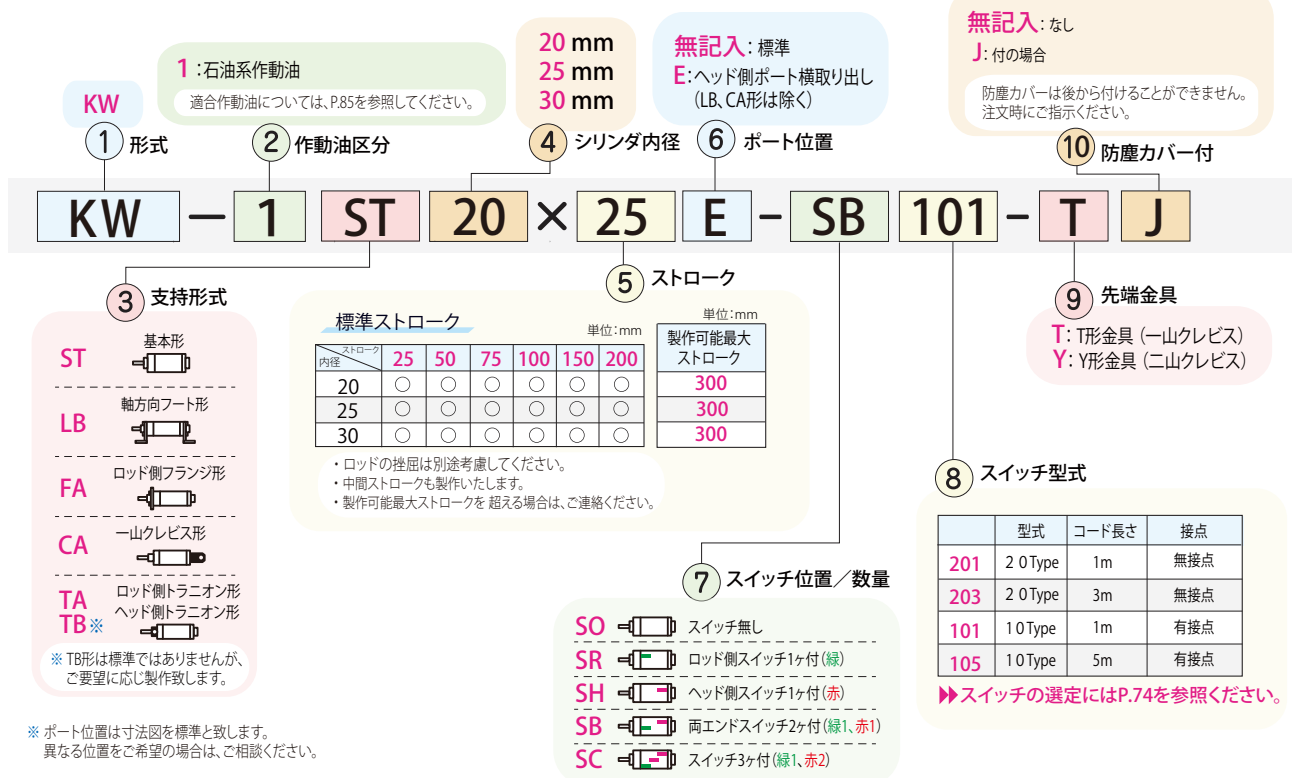 KW
① 形式
1：石油系作動油
適合作動油については、P.85を参照してください。
② 作動油区分
20 mm
25 mm
30 mm
④ シリンダ内径
無記入：標準
E：ヘッド側ポート横取り出し
（LB、CA形は除く）
⑥ ポート位置
無記入：なし
J：付の場合
防塵カバーは後から付けることができません。
注文時にご指示ください。
⑩ 防塵カバー付
KW － 1 ST 20 × 25 E － SB 101 － T J
③ 支持形式
ST 基本形
LB 軸方向フート形
FA ロッド側フランジ形
CA 一山クレビス形
TA ロッド側トラニオン形
TB※ ヘッド側トラニオン形
※ TB形は標準ではありませんが、
ご要望に応じ製作致します。
※ ポート位置は寸法図を標準と致します。
異なる位置をご希望の場合は、ご相談ください。
⑤ ストローク
標準ストローク
単位：mm
ストローク
内径 25 50 75 100 150 200
20 ○ ○ ○ ○ ○ ○
25 ○ ○ ○ ○ ○ ○
30 ○ ○ ○ ○ ○ ○
単位：mm
製作可能最大
ストローク
300
300
300
・ロッドの挫屈は別途考慮してください。
・中間ストロークも製作いたします。
・製作可能最大ストロークを 超える場合は、ご連絡ください。
⑦ スイッチ位置／数量
SO スイッチ無し
SR ロッド側スイッチ1ヶ付（緑）
SH ヘッド側スイッチ1ヶ付（赤）
SB 両エンドスイッチ2ヶ付（緑1、赤1）
SC スイッチ3ヶ付（緑1、赤2）
⑨ 先端金具
T：T形金具（一山クレビス）
Y：Y形金具（二山クレビス）
⑧ スイッチ型式
型式 コード長さ 接点
201 20Type 1m 無接点
203 20Type 3m 無接点
101 10Type 1m 有接点
105 10Type 5m 有接点
▶▶スイッチの選定にはP.74を参照ください。